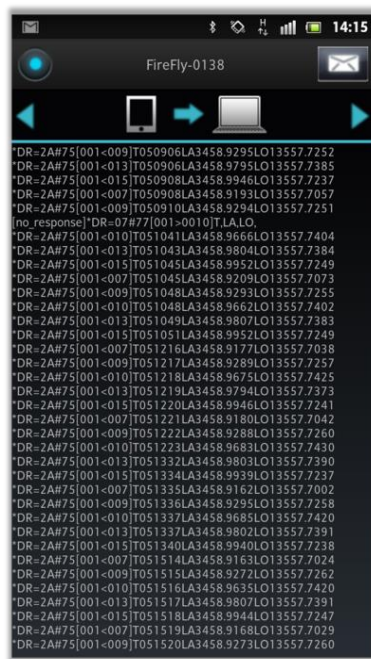 H 14:15
FireFly-0138
*DR=2A#75[001<009]T050906LA3458.9295LO13557.7252
*DR=2A#75[001<013]T050906LA3458.9795LO13557.7385
*DR=2A#75[001<015]T050908LA3458.9946LO13557.7237
*DR=2A#75[001<007]T050908LA3458.9193LO13557.7057
*DR=2A#75[001<009]T050910LA3458.9294LO13557.7251
[no_response]*DR=07#77[001>0010]T,LA,LO,
*DR=2A#75[001<010]T051041LA3458.9666LO13557.7404
*DR=2A#75[001<013]T051043LA3458.9804LO13557.7384
*DR=2A#75[001<015]T051045LA3458.9952LO13557.7249
*DR=2A#75[001<007]T051045LA3458.9209LO13557.7073
*DR=2A#75[001<009]T051048LA3458.9293LO13557.7255
*DR=2A#75[001<010]T051048LA3458.9662LO13557.7402
*DR=2A#75[001<013]T051049LA3458.9807LO13557.7383
*DR=2A#75[001<015]T051051LA3458.9952LO13557.7249
*DR=2A#75[001<007]T051216LA3458.9177LO13557.7038
*DR=2A#75[001<009]T051217LA3458.9289LO13557.7257
*DR=2A#75[001<010]T051218LA3458.9675LO13557.7425
*DR=2A#75[001<013]T051219LA3458.9794LO13557.7373
*DR=2A#75[001<015]T051220LA3458.9946LO13557.7241
*DR=2A#75[001<007]T051221LA3458.9180LO13557.7042
*DR=2A#75[001<009]T051222LA3458.9288LO13557.7260
*DR=2A#75[001<010]T051223LA3458.9683LO13557.7430
*DR=2A#75[001<013]T051332LA3458.9803LO13557.7390
*DR=2A#75[001<015]T051334LA3458.9939LO13557.7237
*DR=2A#75[001<007]T051335LA3458.9162LO13557.7002
*DR=2A#75[001<009]T051336LA3458.9295LO13557.7258
*DR=2A#75[001<010]T051337LA3458.9685LO13557.7420
*DR=2A#75[001<013]T051337LA3458.9802LO13557.7391
*DR=2A#75[001<015]T051340LA3458.9940LO13557.7238
*DR=2A#75[001<007]T051514LA3458.9163LO13557.7024
*DR=2A#75[001<009]T051515LA3458.9272LO13557.7262
*DR=2A#75[001<010]T051516LA3458.9635LO13557.7420
*DR=2A#75[001<013]T051517LA3458.9807LO13557.7391
*DR=2A#75[001<015]T051518LA3458.9944LO13557.7247
*DR=2A#75[001<007]T051519LA3458.9168LO13557.7029
*DR=2A#75[001<009]T051520LA3458.9273LO13557.7260